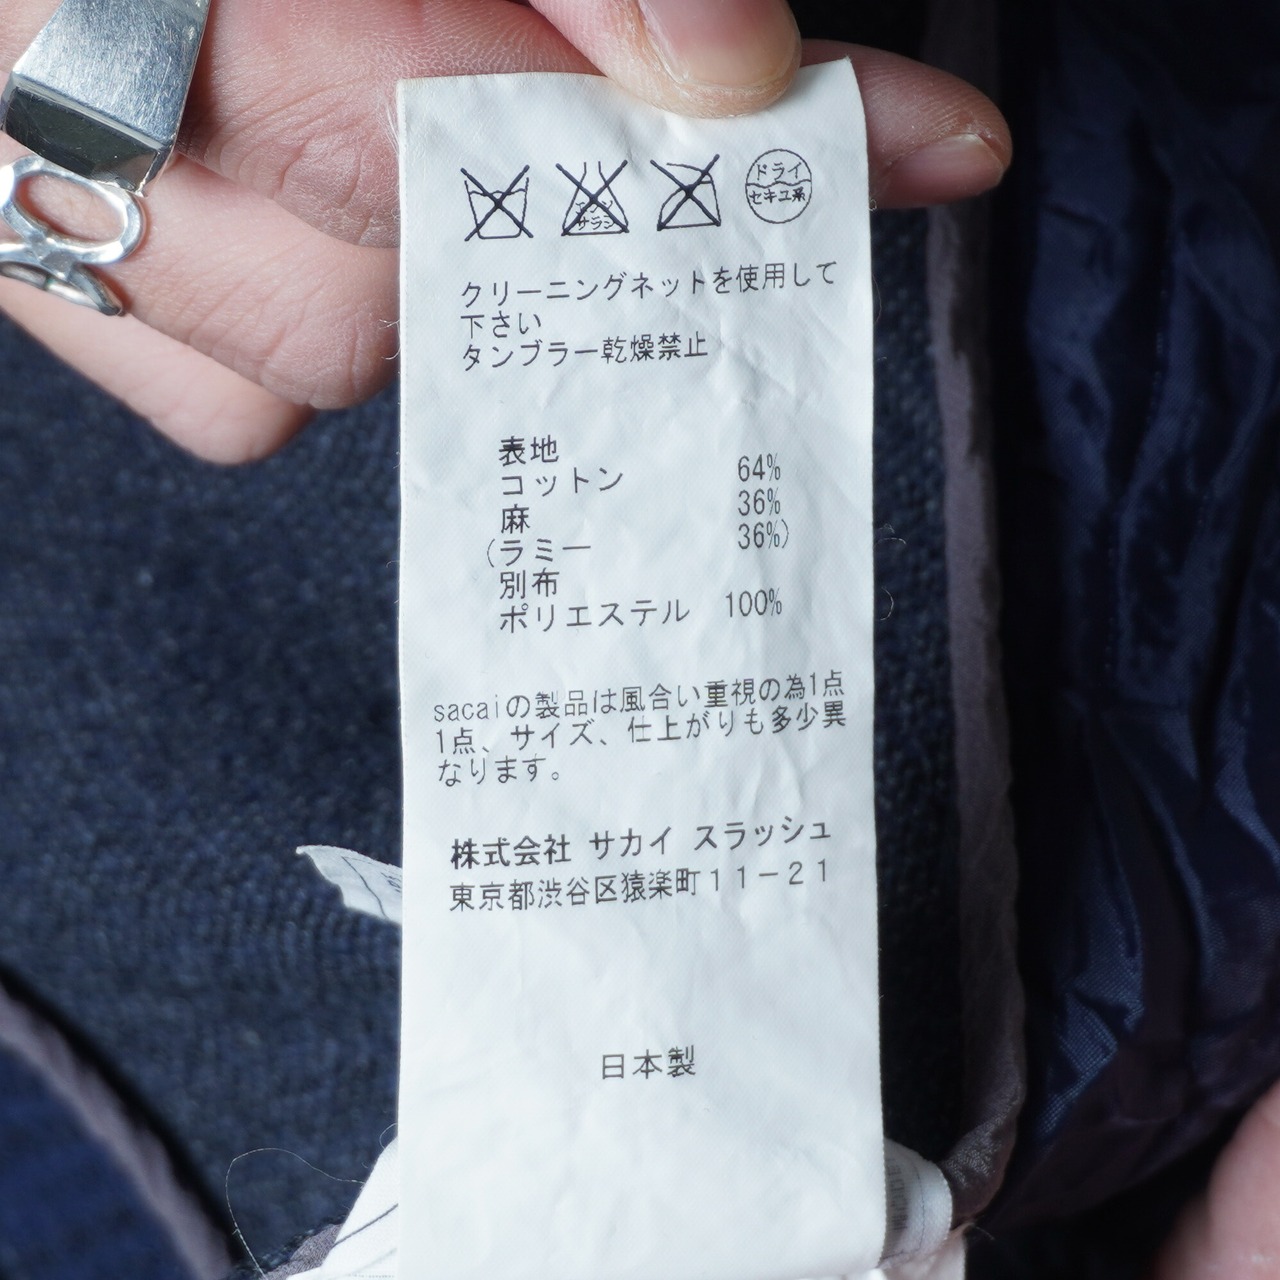 エンソ
サラシ
ドライ
セキユ系
クリーニングネットを使用して
下さい
タンブラー乾燥禁止
表地
コットン 64%
麻 36%
(ラミー 36%)
別布
ポリエステル 100%
sacaiの製品は風合い重視の為1点
1点、サイズ、仕上がりも多少異
なります。
株式会社 サカイ スラッシュ
東京都渋谷区猿楽町11-21
日本製